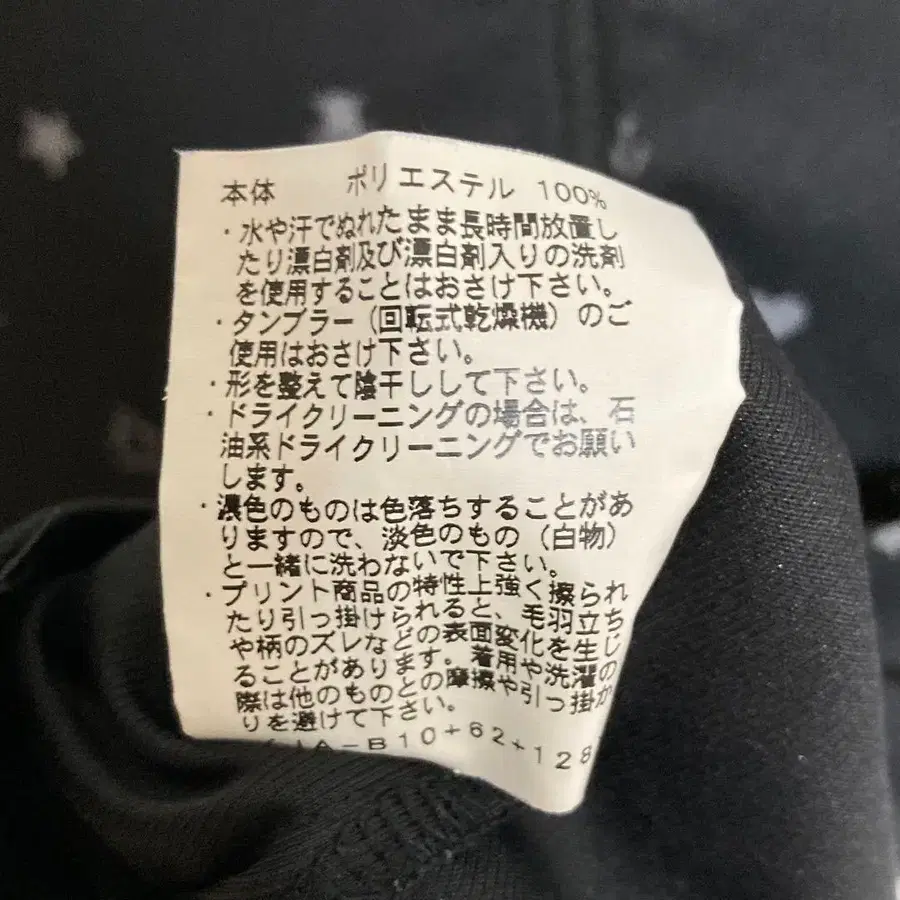 本体 ポリエステル 100%
・水や汗でぬれたまま長時間放置し
たり漂白剤及び漂白剤入りの洗剤
を使用することはおさけ下さい。
・タンブラー(回転式乾燥機)のご
使用はおさけ下さい。
・形を整えて陰干しして下さい。
・ドライクリーニングの場合は、石
油系ドライクリーニングでお願い
します。
・濃色のものは色落ちすることがあ
りますので、淡色のもの(白物)
と一緒に洗わないで下さい。
・プリント商品の特性上強く擦られ
たり引っ掛けられると、毛羽立ち
や柄のズレなどの表面変化を生じ
ることがあります。着用や洗濯の
際は他のものとの摩擦や引っ掛か
りを避けて下さい。
A-B10+62+128